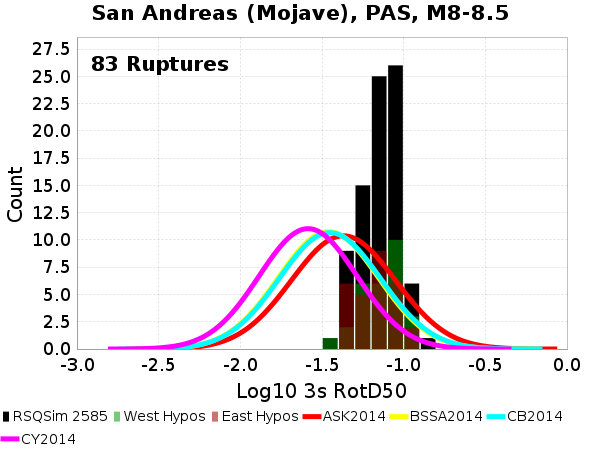 San Andreas (Mojave), PAS, M8-8.5
83 Ruptures
27.5
25.0
22.5
20.0
17.5
15.0
12.5
10.0
7.5
5.0
2.5
0.0
Count
-3.0 -2.5 -2.0 -1.5 -1.0 -0.5 0.0
Log10 3s RotD50
RSQSim 2585 West Hypos East Hypos ASK2014 BSSA2014 CB2014
CY2014